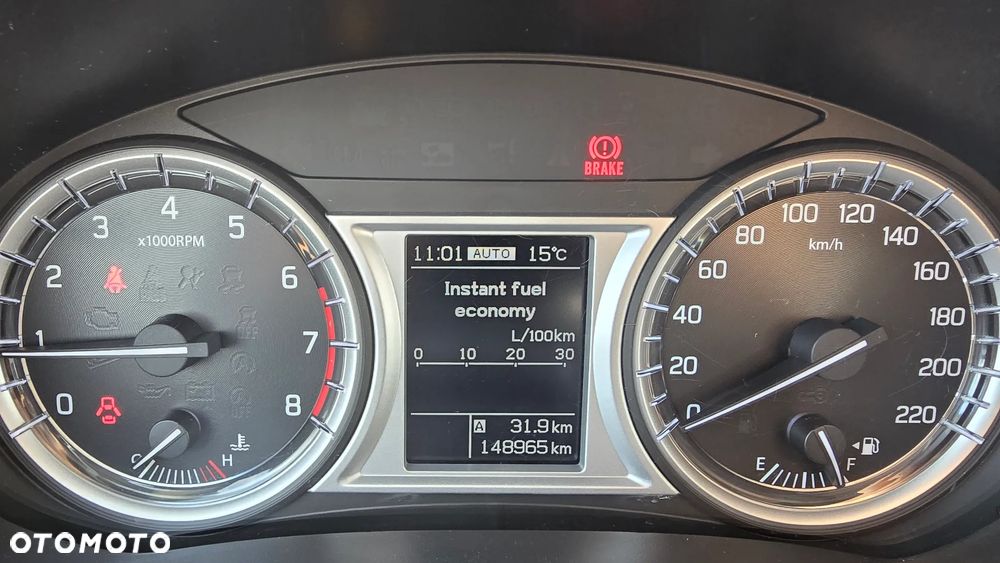 BRAKE
0
1
2
3
4
5
6
7
8
x1000RPM
OFF
OFF
C
H
11:01 AUTO 15°C
Instant fuel
economy
L/100km
0 10 20 30
A 31.9km
148965km
0
20
40
60
80
100
120
140
160
180
200
220
km/h
E
F
OTOMOTO